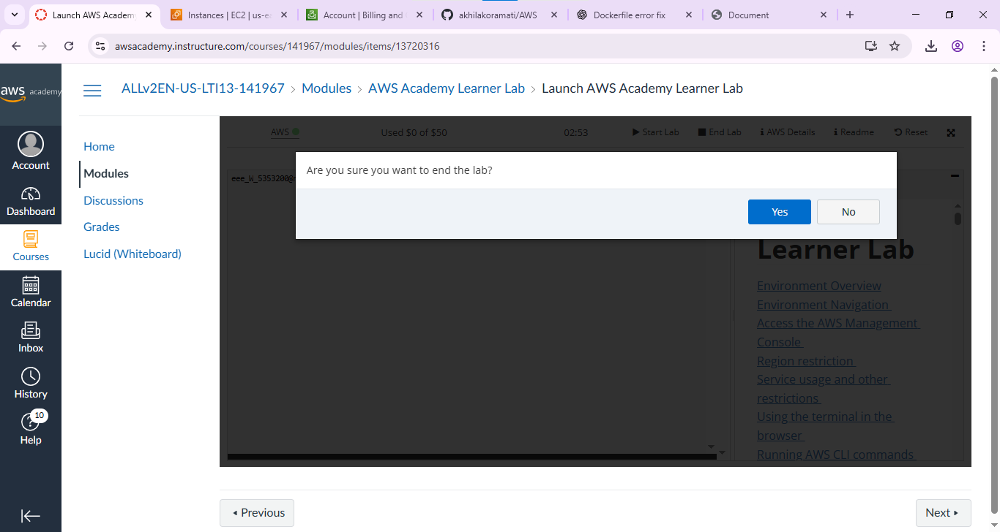 Launch AWS Academy
Instances | EC2 | us-ea
Account | Billing and
akhilakoramati/AWS
Dockerfile error fix
Document
awsacademy.instructure.com/courses/141967/modules/items/13720316
aws academy
ALLv2EN-US-LTI13-141967 › Modules › AWS Academy Learner Lab › Launch AWS Academy Learner Lab
Account
Dashboard
Courses
Calendar
Inbox
History
10
Help
Home
Modules
Discussions
Grades
Lucid (Whiteboard)
AWS Used $0 of $50 02:53 Start Lab End Lab AWS Details Readme Reset
eee_W_5353200@
Are you sure you want to end the lab?
Yes No
Learner Lab
Environment Overview
Environment Navigation
Access the AWS Management
Console
Region restriction
Service usage and other
restrictions
Using the terminal in the
browser
Running AWS CLI commands
Previous
Next